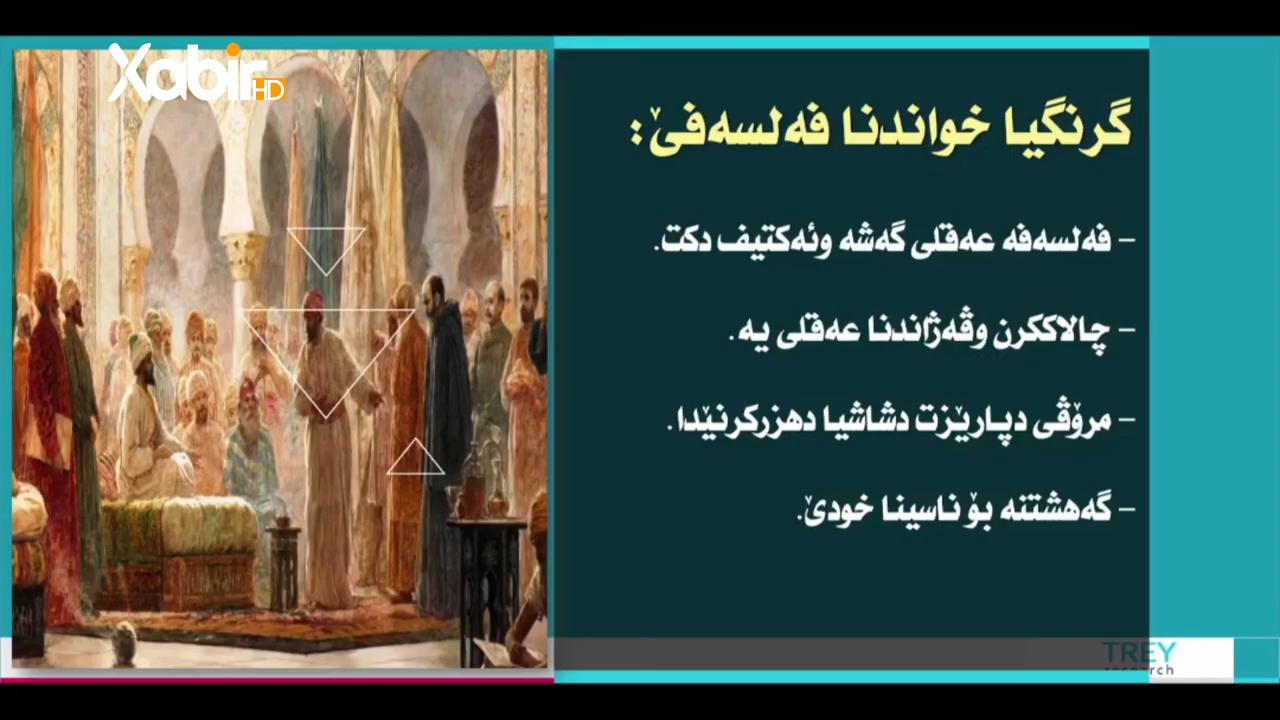 Xabir HD
گرنگیا خواندنا فەلسەفێ:
– فەلسەفە عەقلی گەشە وئەکتیف دکت.
– چالاککرن وڤەژاندنا عەقلی یە.
– مرۆڤی دپارێزت دشاشیا دهزرکرنێدا.
– گەهشتنە بۆ ناسینا خودێ.
TREY
research